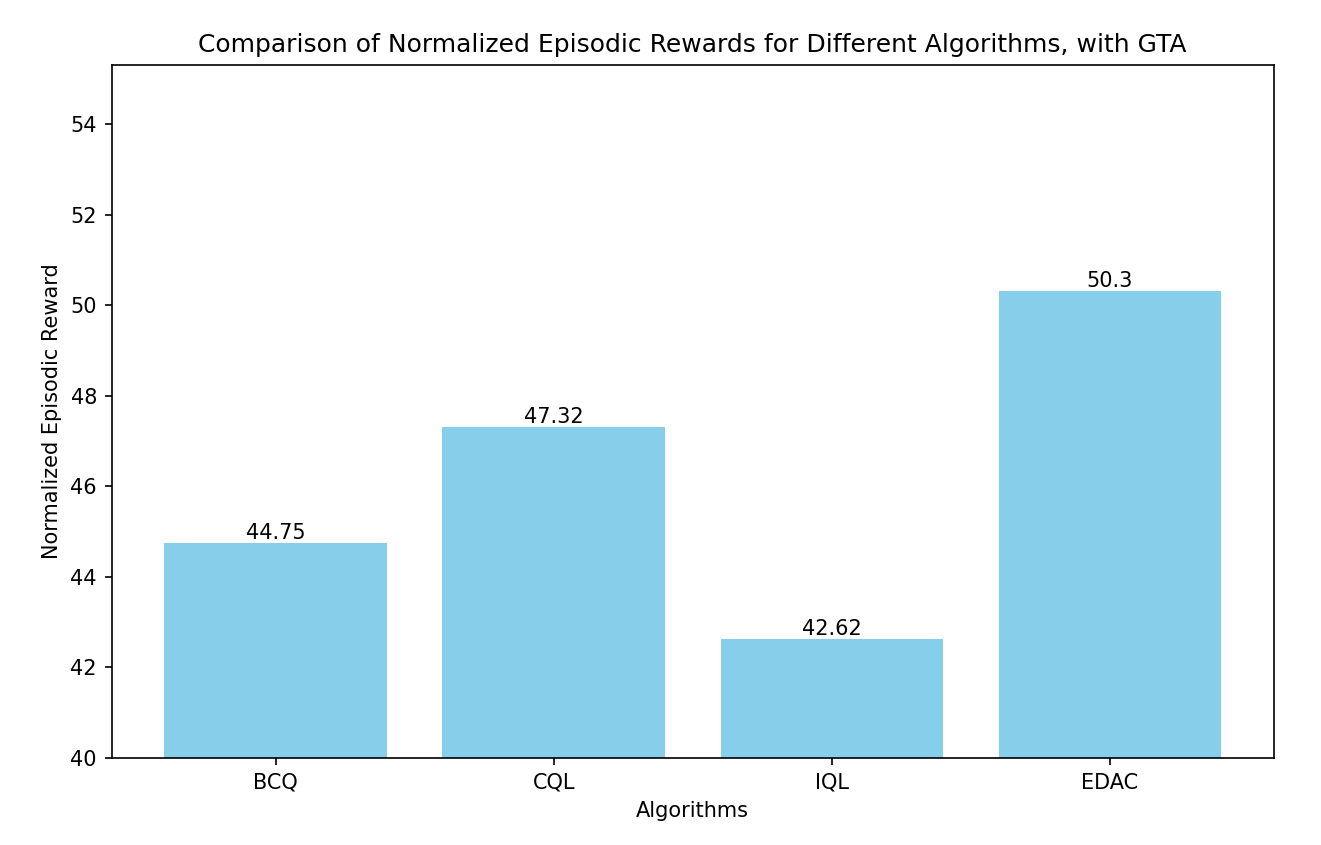 Comparison of Normalized Episodic Rewards for Different Algorithms, with GTA
Normalized Episodic Reward
54
52
50
48
46
44
42
40
44.75
47.32
42.62
50.3
BCQ
CQL
IQL
EDAC
Algorithms